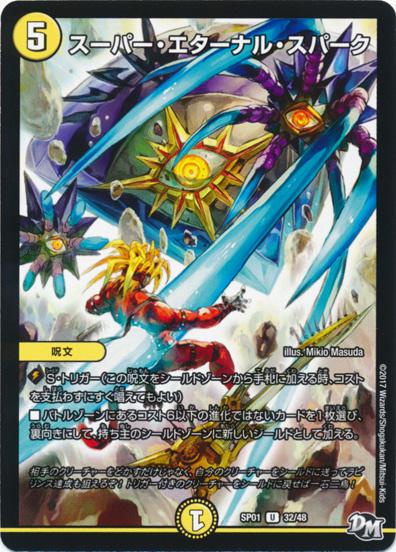 5
スーパー・エターナル・スパーク
呪文
illus. Mikio Masuda
S・トリガー(この呪文をシールドゾーンから手札に加える時、コスト
を支払わずにすぐ唱えてもよい)
■バトルゾーンにあるコスト6以下の進化ではないカードを1枚選び、
裏向きにして、持ち主のシールドゾーンに新しいシールドとして加える。
相手のクリーチャーをどかすだけじゃなく、自分のクリーチャーをシールドに送ってラビ
リンス達成も狙えるぞ!トリガー付きのクリーチャーをシールドに戻せば一石二鳥!
©2017 Wizards/Shogakukan/Mitsui-Kids
1
SP01 U 32/48
DM